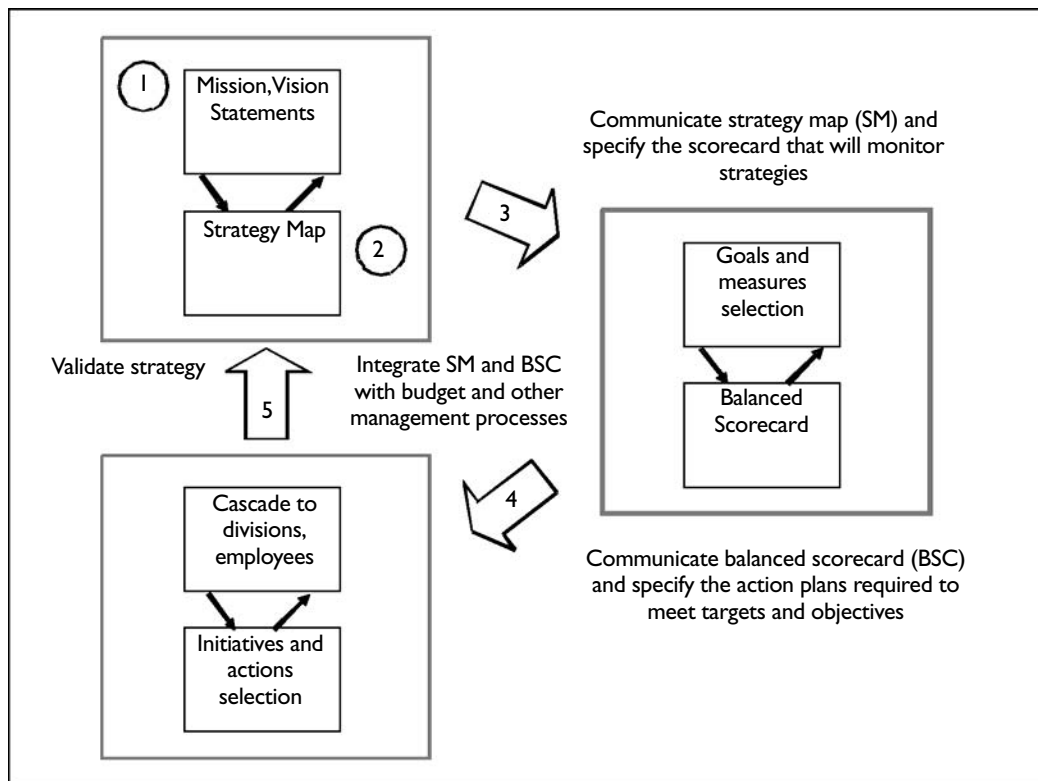 1
Mission, Vision
Statements
Strategy Map
2
3
Communicate strategy map (SM) and
specify the scorecard that will monitor
strategies
Goals and
measures
selection
Balanced
Scorecard
4
Communicate balanced scorecard (BSC)
and specify the action plans required to
meet targets and objectives
Integrate SM and BSC
with budget and other
management processes
Cascade to
divisions,
employees
Initiatives and
actions
selection
5
Validate strategy